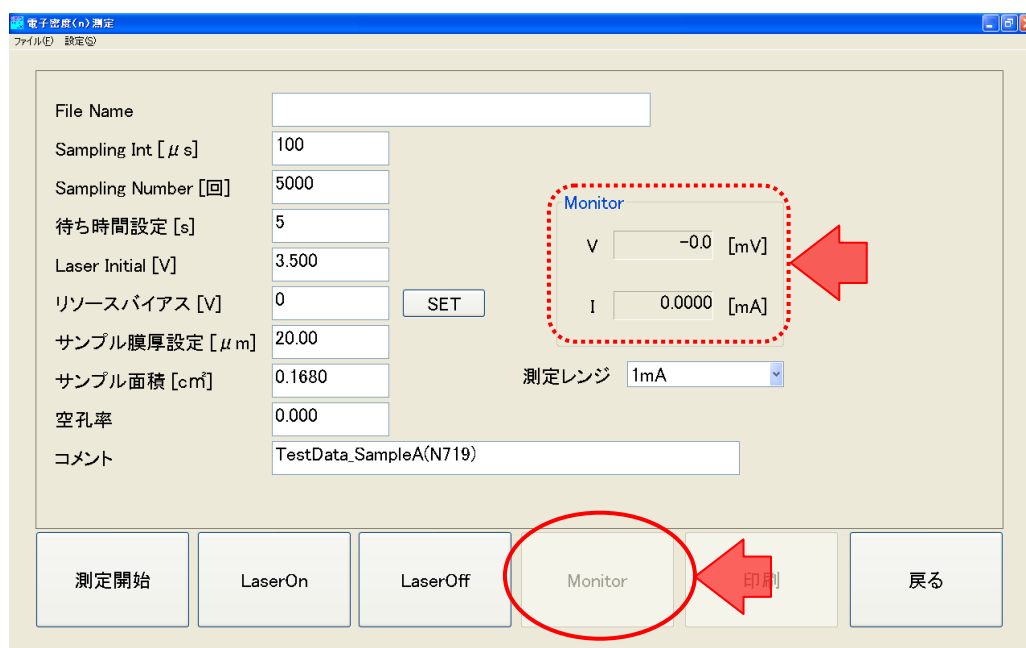 電子密度(n)測定
ファイル(F) 設定(S)
File Name
Sampling Int [μs] 100
Sampling Number [回] 5000
待ち時間設定 [s] 5
Laser Initial [V] 3.500
リソースバイアス [V] 0 SET
サンプル膜厚設定 [μm] 20.00
サンプル面積 [c㎡] 0.1680
空孔率 0.000
コメント TestData_SampleA(N719)
Monitor
V -0.0 [mV]
I 0.0000 [mA]
測定レンジ 1mA
測定開始 LaserOn LaserOff Monitor 印刷 戻る